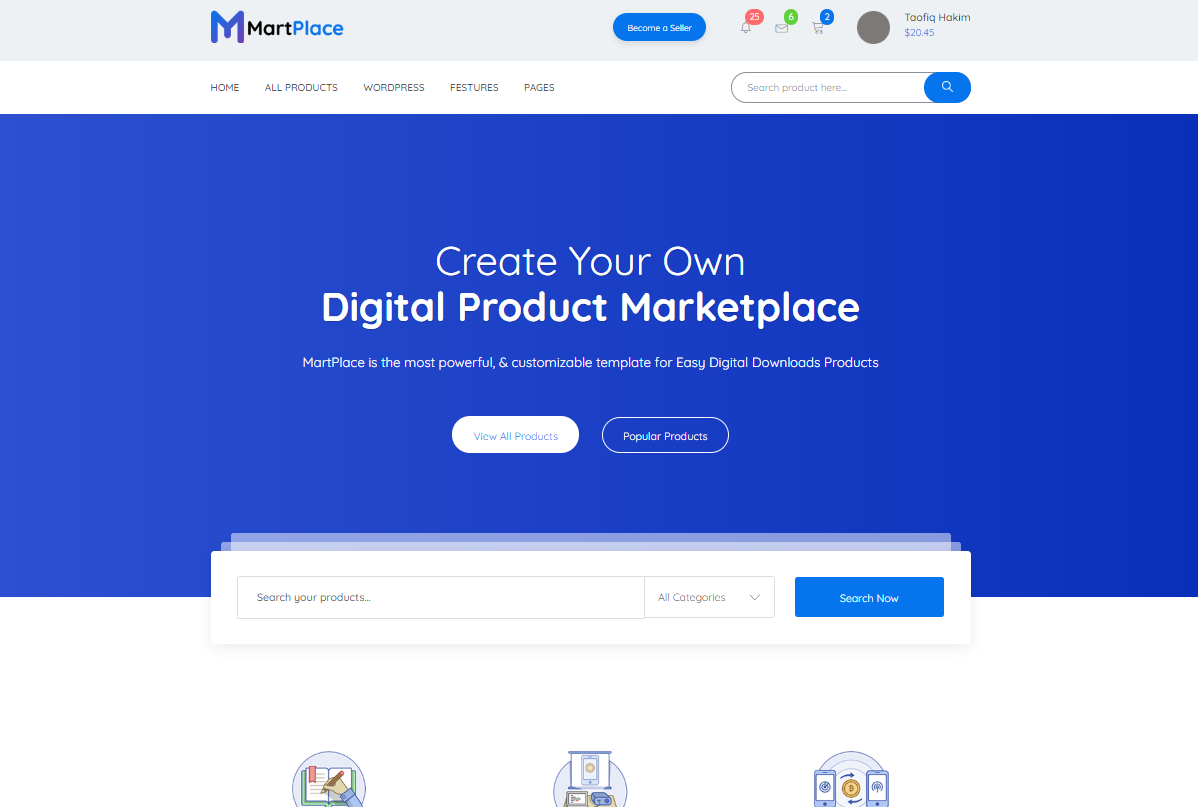 MartPlace
Become a Seller
25
6
2
Taofiq Hakim
$20.45
HOME
ALL PRODUCTS
WORDPRESS
FESTURES
PAGES
Search product here...
Create Your Own
Digital Product Marketplace
MartPlace is the most powerful, & customizable template for Easy Digital Downloads Products
View All Products
Popular Products
Search your products...
All Categories
Search Now